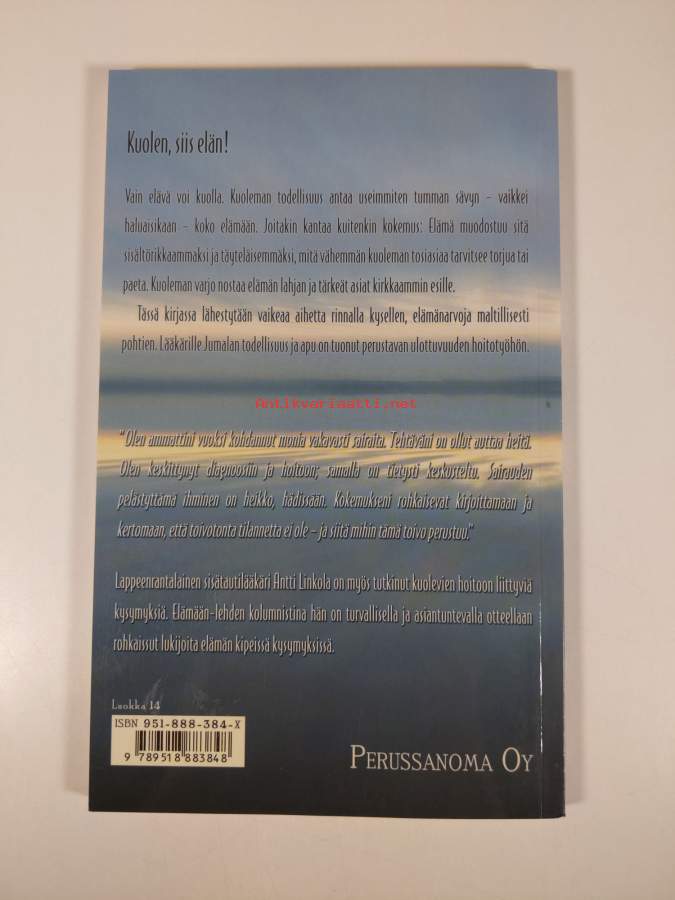 Kuolen, siis elän!
Vain elävä voi kuolla. Kuoleman todellisuus antaa useimmiten tumman sävyn – vaikkei
haluaisikaan – koko elämään. Joitakin kantaa kuitenkin kokemus: Elämä muodostuu sitä
sisältörikkaammaksi ja täyteläisemmäksi, mitä vähemmän kuoleman tosiasiaa tarvitsee torjua tai
paeta. Kuoleman varjo nostaa elämän lahjan ja tärkeät asiat kirkkaammin esille.
Tässä kirjassa lähestytään vaikeaa aihetta rinnalla kysellen, elämänarvoja maltillisesti
pohtien. Lääkärille Jumalan todellisuus ja apu on tuonut perustavan ulottuvuuden hoitotyöhön.
Antikvariaatti.net
"Olen ammattini vuoksi kohdannut monia vakavasti sairaita. Tehtäväni on ollut auttaa heitä.
Olen keskittynyt diagnoosiin ja hoitoon; samalla on tietysti keskusteltu. Sairauden
pelästyttämä ihminen on heikko, hädissään. Kokemukseni rohkaisevat kirjoittamaan ja
kertomaan, että toivotonta tilannetta ei ole – ja siitä mihin tämä toivo perustuu."
Lappeenrantalainen sisätautilääkäri Antti Linkola on myös tutkinut kuolevien hoitoon liittyviä
kysymyksiä. Elämään-lehden kolumnistina hän on turvallisella ja asiantuntevalla otteellaan
rohkaissut lukijoita elämän kipeissä kysymyksissä.
Luokka 14
ISBN 951-888-384-X
9 789518 883848
PERUSSANOMA OY